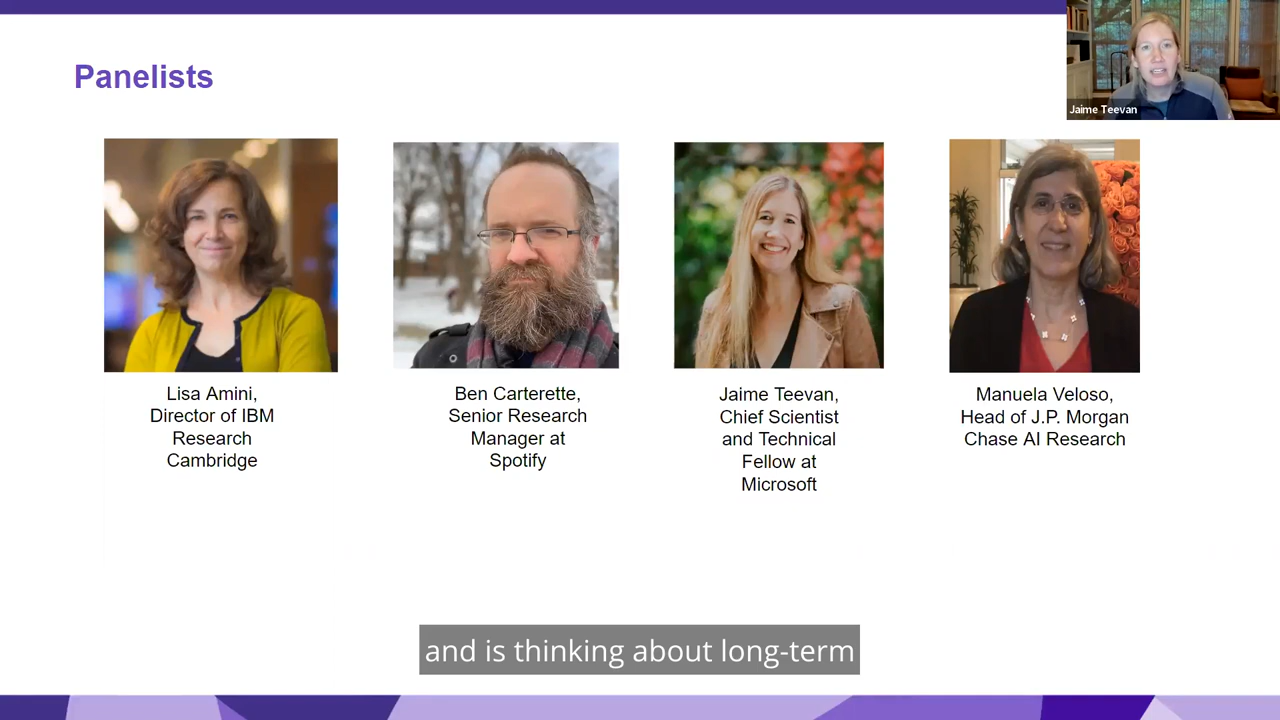 Panelists
Jaime Teevan
Lisa Amini,
Director of IBM
Research
Cambridge
Ben Carterette,
Senior Research
Manager at
Spotify
Jaime Teevan,
Chief Scientist
and Technical
Fellow at
Microsoft
Manuela Veloso,
Head of J.P. Morgan
Chase AI Research
and is thinking about long-term